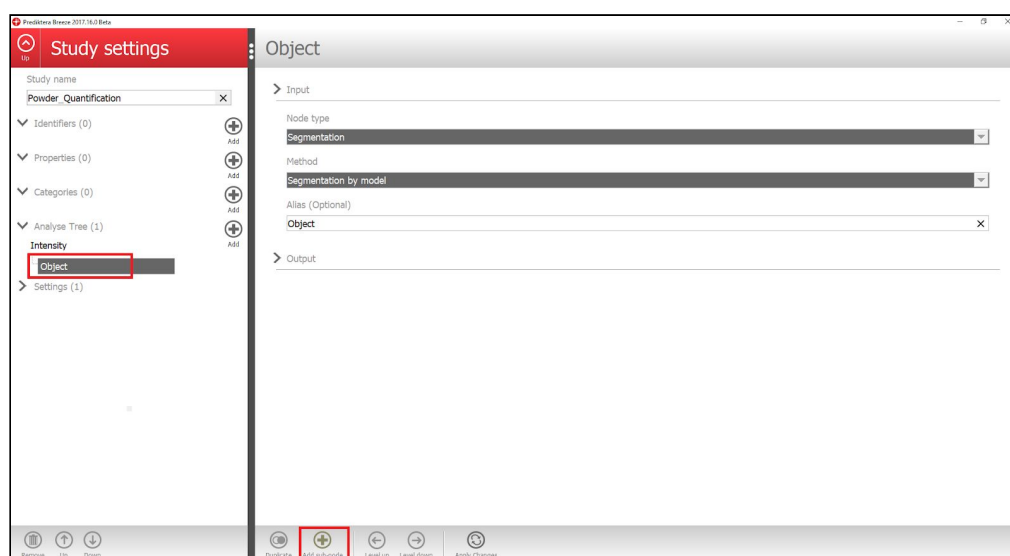 Prediktera Breeze 2017.16.0 Beta
Up
Study settings
Object
Study name
Powder_Quantification
Identifiers (0)
Add
Properties (0)
Add
Categories (0)
Add
Analyse Tree (1)
Add
Intensity
Object
Settings (1)
Input
Node type
Segmentation
Method
Segmentation by model
Alias (Optional)
Object
Output
Remove Up Down
Duplicate Add sub-node Level up Level down Apply Changes